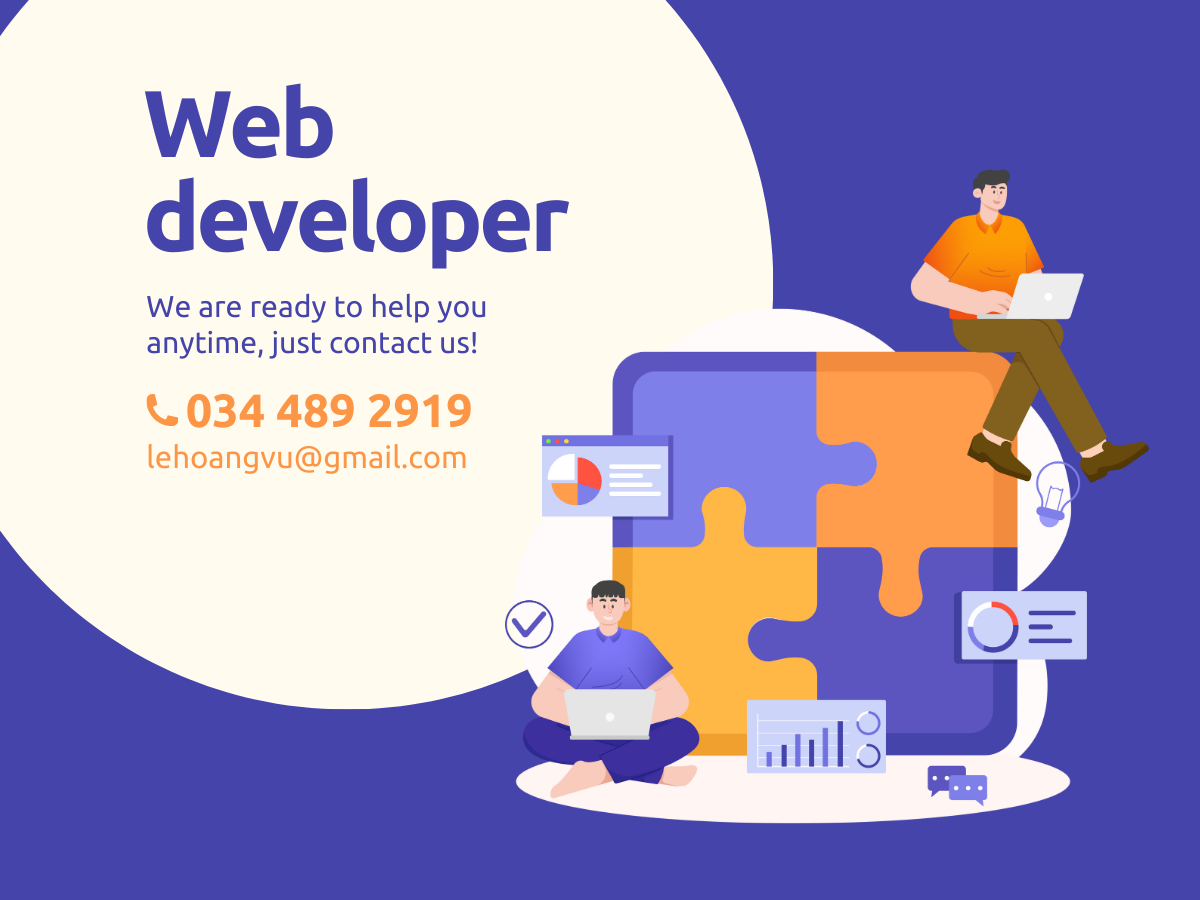 Web
developer
We are ready to help you
anytime, just contact us!
034 489 2919
lehoangvu@gmail.com